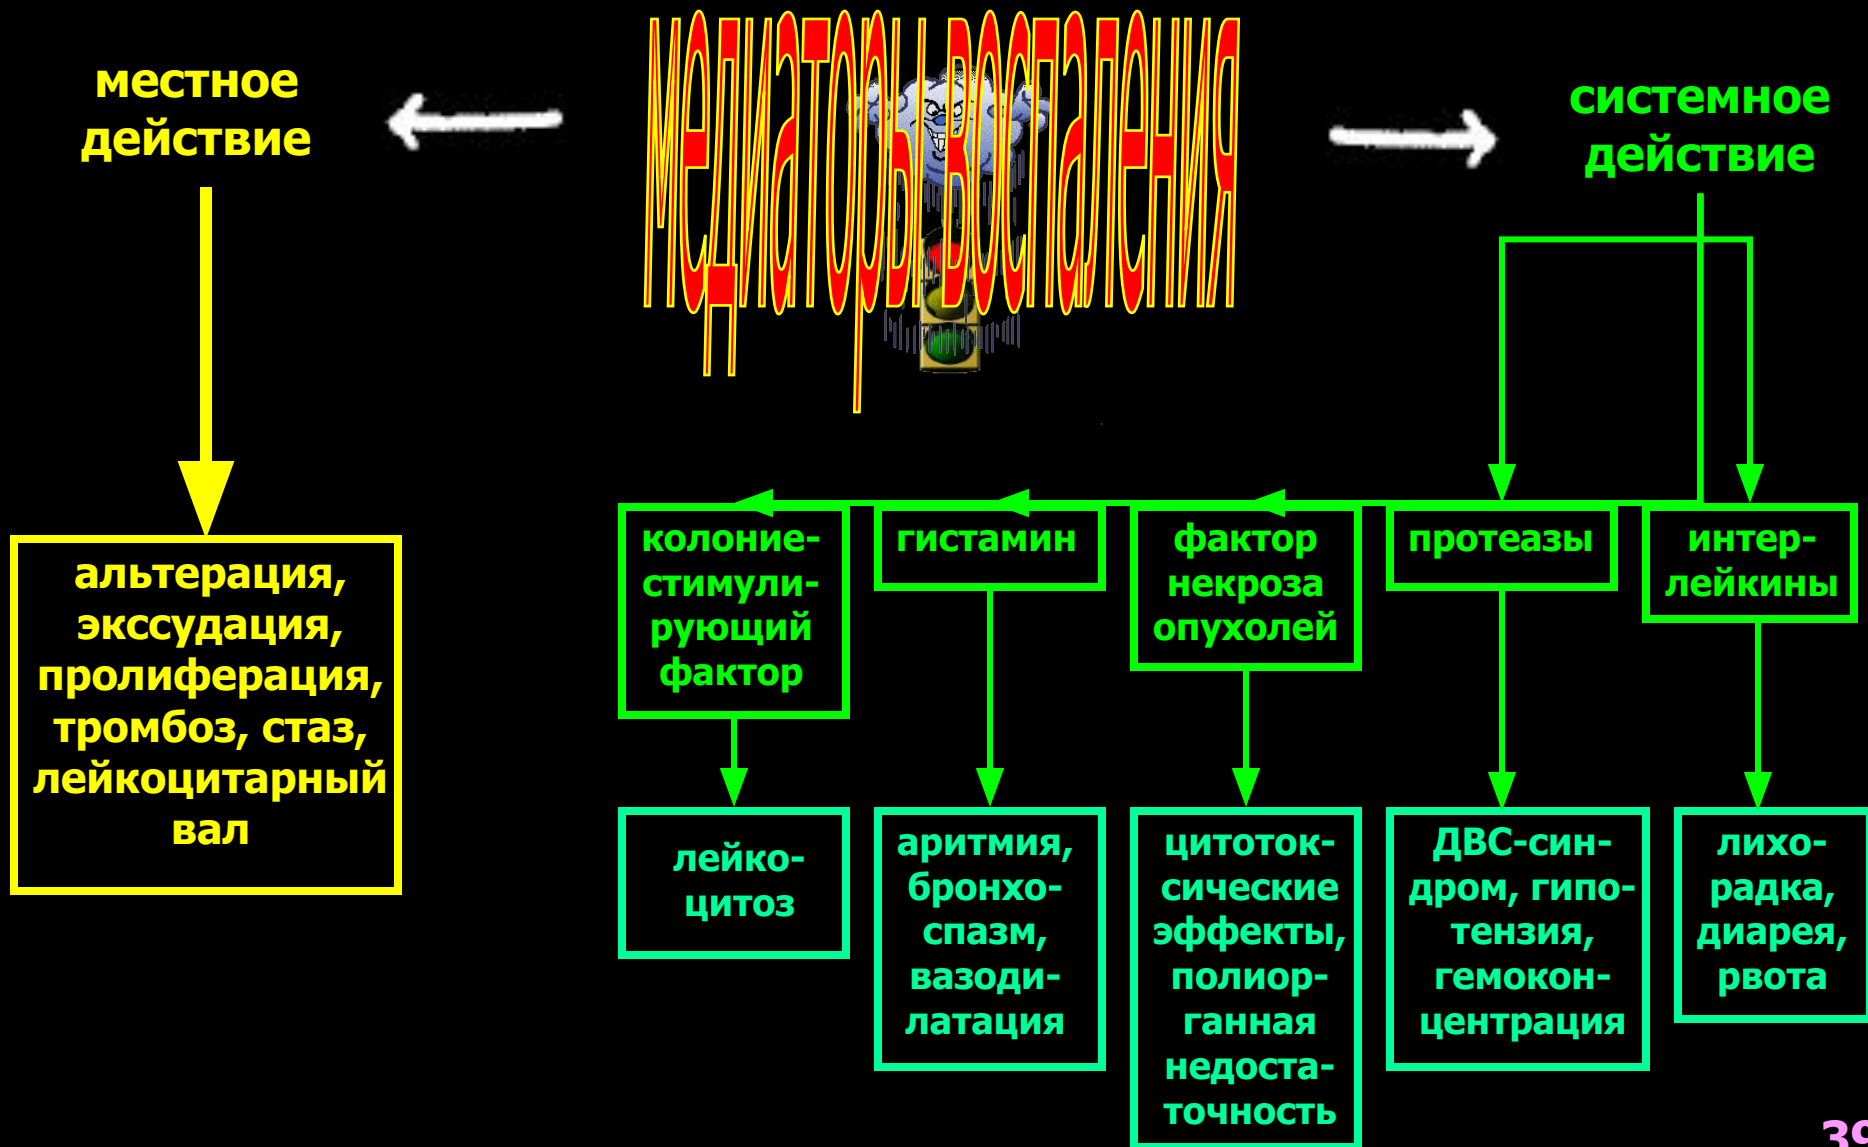 медиаторы воспаления
местное
действие
системное
действие
альтерация,
экссудация,
пролиферация,
тромбоз, стаз,
лейкоцитарный
вал
колоние-
стимули-
рующий
фактор
гистамин
фактор
некроза
опухолей
протеазы
интер-
лейкины
лейко-
цитоз
аритмия,
бронхо-
спазм,
вазоди-
латация
цитоток-
сические
эффекты,
полиор-
ганная
недоста-
точность
ДВС-син-
дром, гипо-
тензия,
гемокон-
центрация
лихо-
радка,
диарея,
рвота
39